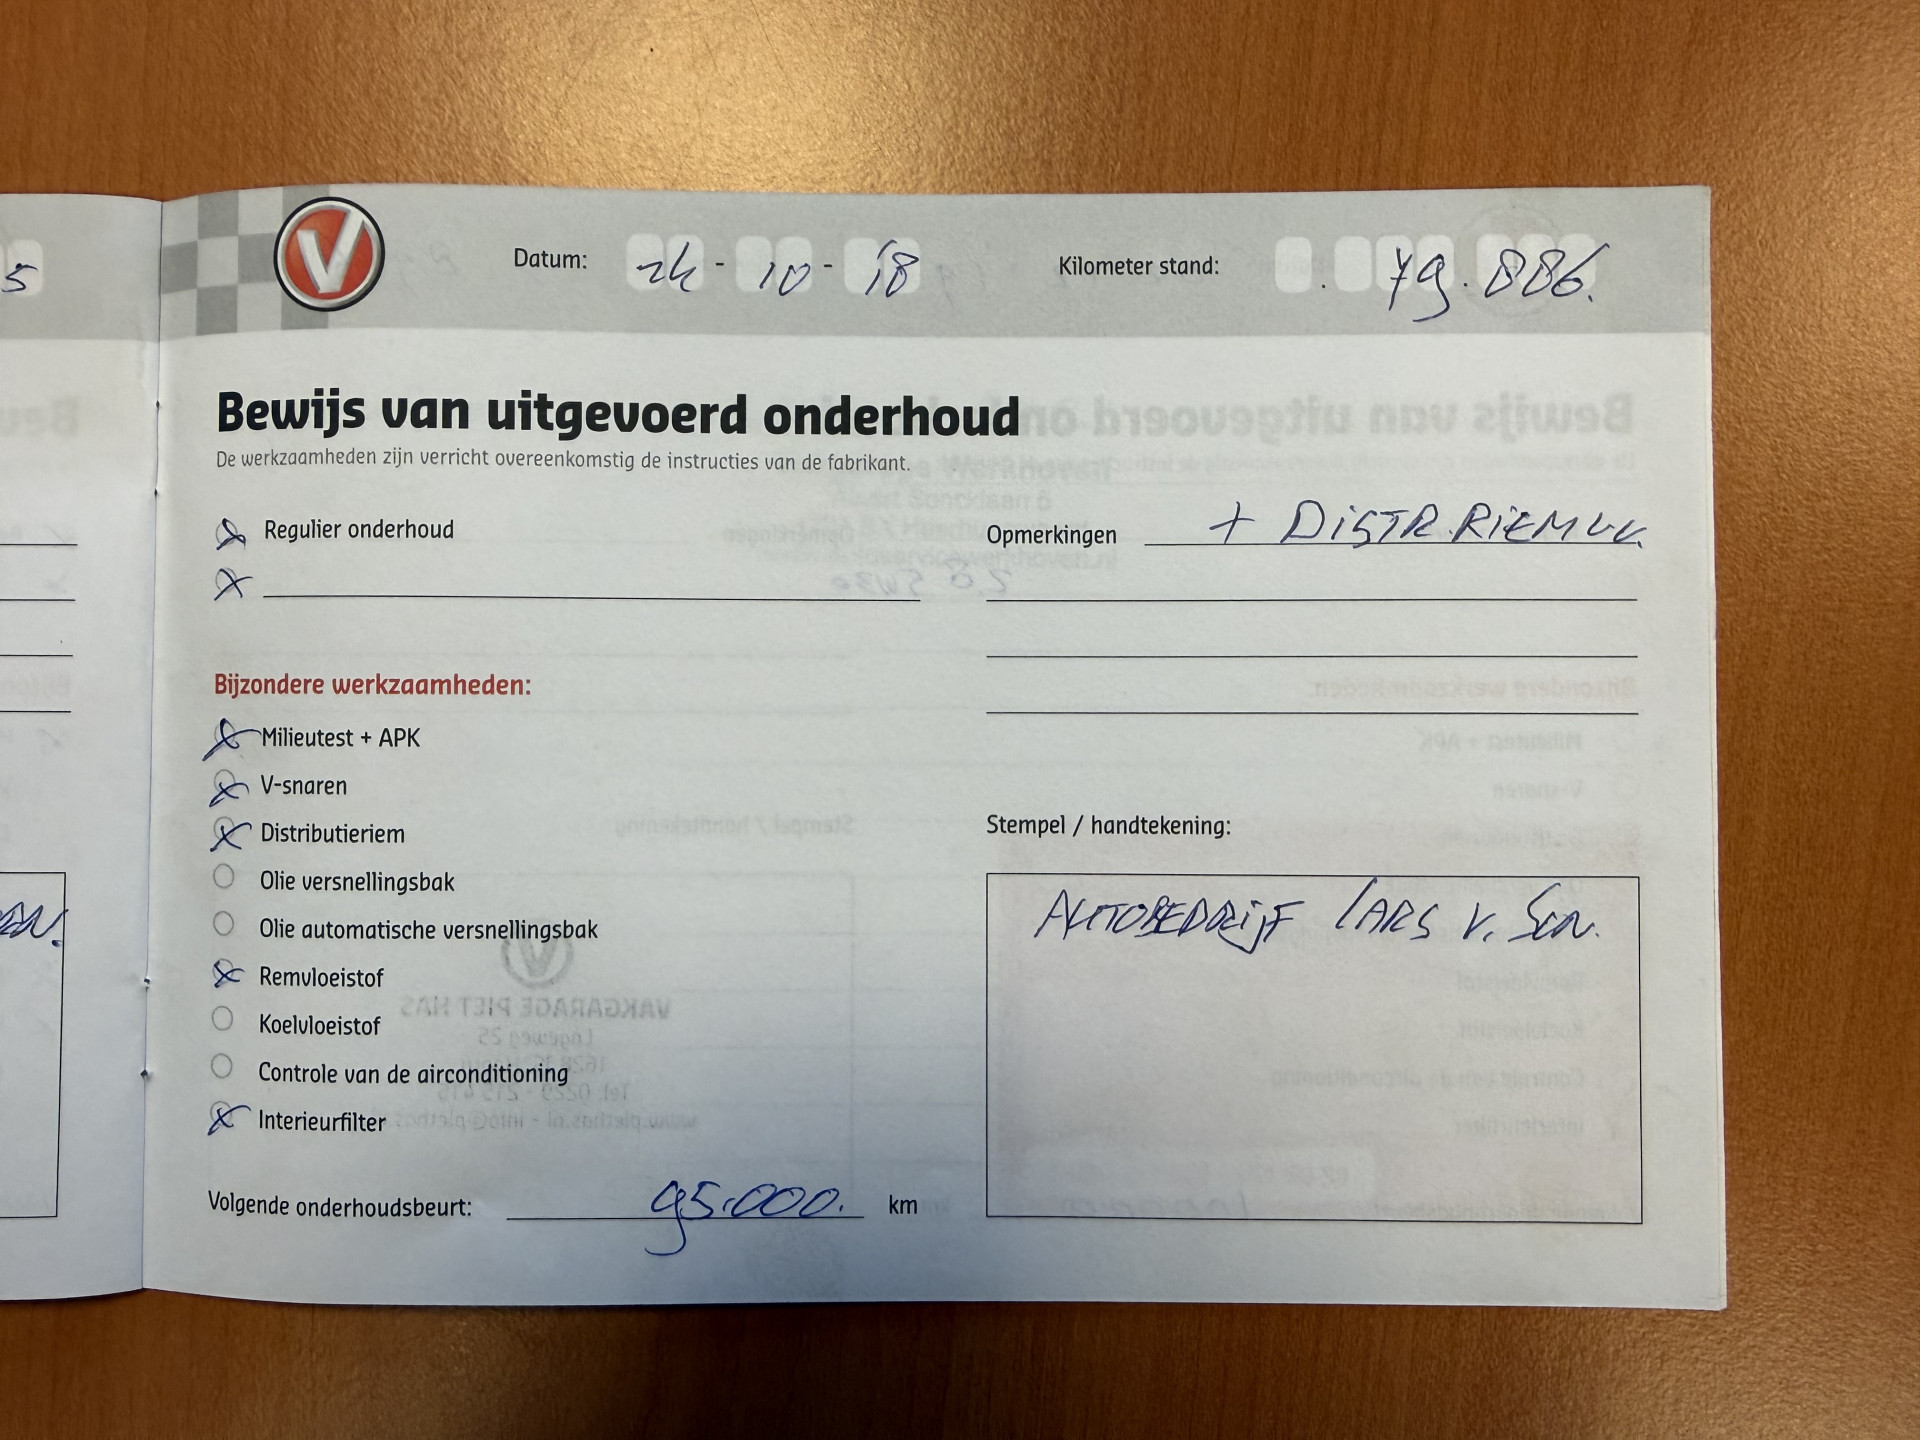 5
V
Datum: 24 - 10 - 18 Kilometer stand: 79.886.
Bewijs van uitgevoerd onderhoud
De werkzaamheden zijn verricht overeenkomstig de instructies van de fabrikant.
Regulier onderhoud
Opmerkingen + DISTR.RIEM
Bijzondere werkzaamheden:
Milieutest + APK
V-snaren
Distributieriem
Olie versnellingsbak
Olie automatische versnellingsbak
Remvloeistof
Koelvloeistof
Controle van de airconditioning
Interieurfilter
Volgende onderhoudsbeurt: 95.000. km
Stempel / handtekening:
AUTOBEDRIJF LARS v.